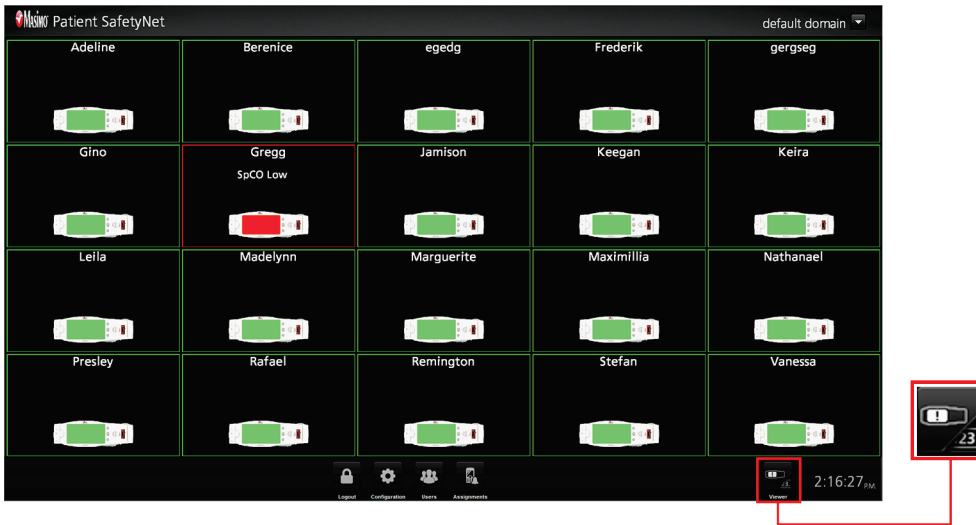 Masimo Patient SafetyNet
default domain
Adeline Berenice egedg Frederik gergseg
Gino Gregg Jamison Keegan Keira
SpCO Low
Leila Madelynn Marguerite Maximillia Nathanael
Presley Rafael Remington Stefan Vanessa
Logout Configuration Users Assignments Viewer 2:16:27 P.M.
!
23